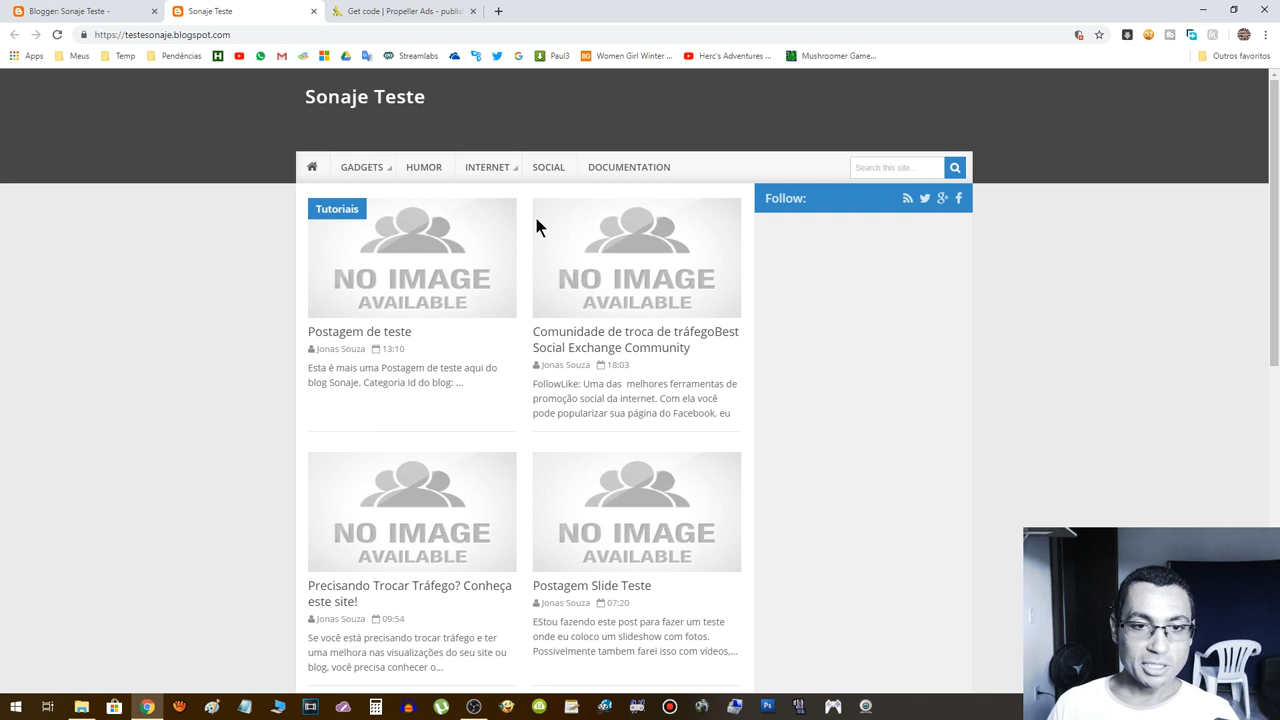 Blogger: Sonaje Teste -
Sonaje Teste
Get code | Propeller Ads - publis
https://testesonaje.blogspot.com
Apps
Meus
Temp
Pendências
Streamlabs
Paul3
Women Girl Winter ...
Herc's Adventures ...
Mushroomer Game...
Outros favoritos
Sonaje Teste
GADGETS
HUMOR
INTERNET
SOCIAL
DOCUMENTATION
Search this site...
Follow:
Tutoriais
NO IMAGE
AVAILABLE
Postagem de teste
Jonas Souza 13:10
Esta é mais uma Postagem de teste aqui do
blog Sonaje. Categoria Id do blog: ...
NO IMAGE
AVAILABLE
Comunidade de troca de tráfegoBest
Social Exchange Community
Jonas Souza 18:03
FollowLike: Uma das melhores ferramentas de
promoção social da internet. Com ela você
pode popularizar sua página do Facebook, eu
NO IMAGE
AVAILABLE
Precisando Trocar Tráfego? Conheça
este site!
Jonas Souza 09:54
Se você está precisando trocar tráfego e ter
uma melhora nas visualizações do seu site ou
blog, você precisa conhecer o...
NO IMAGE
AVAILABLE
Postagem Slide Teste
Jonas Souza 07:20
EStou fazendo este post para fazer um teste
onde eu coloco um slideshow com fotos.
Possivelmente tambem farei isso com vídeos,...